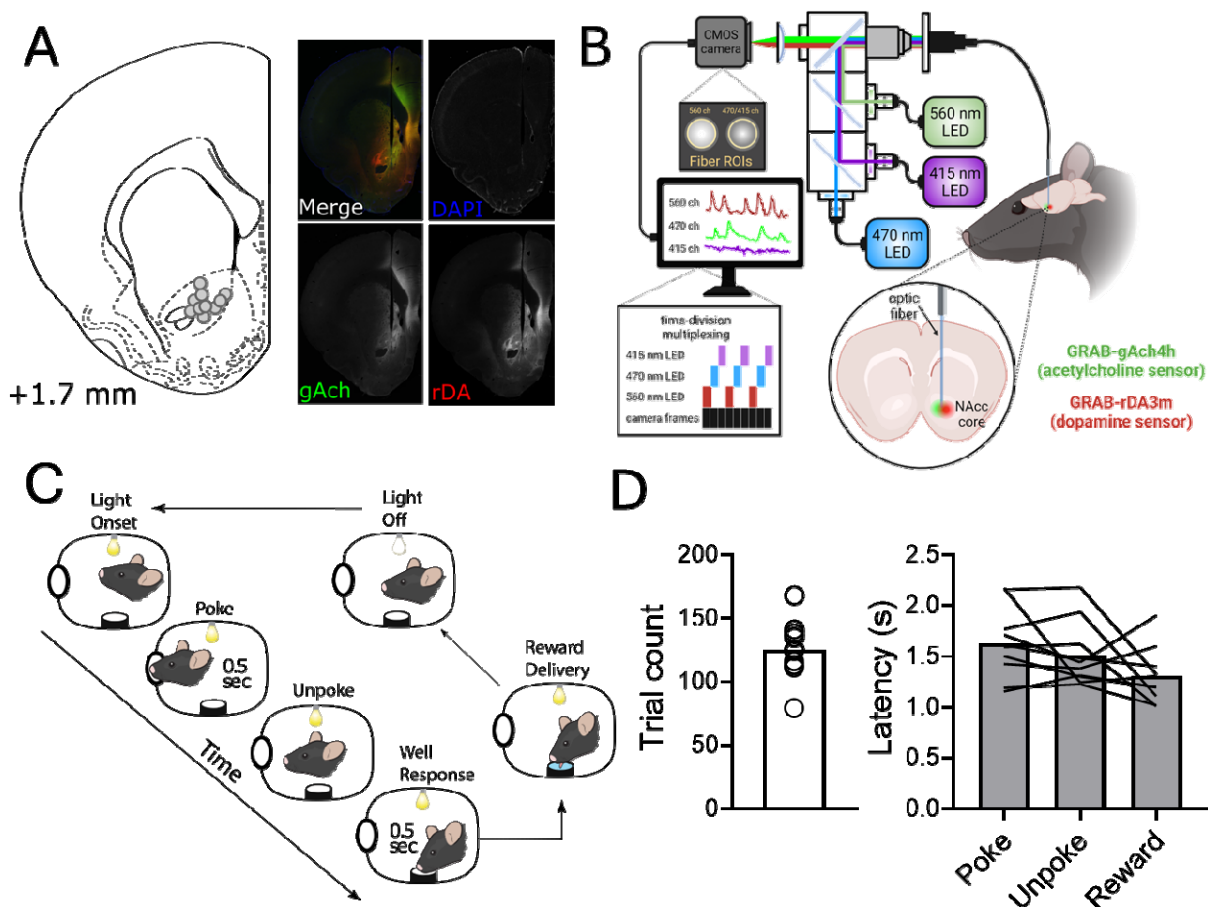 A
Merge
DAPI
gAch
rDA
+1.7 mm
B
CMOS
camera
560 ch
470/415 ch
Fiber ROIs
560 ch
470 ch
415 ch
time-division
multiplexing
415 nm LED
470 nm LED
560 nm LED
camera frames
560 nm
LED
415 nm
LED
470 nm
LED
optic
fiber
NAcc
core
GRAB-gAch4h
(acetylcholine sensor)
GRAB-rDA3m
(dopamine sensor)
C
Light
Onset
Light
Off
Poke
0.5
sec
Unpoke
Reward
Delivery
Well
Response
0.5
sec
Time
D
Trial count
200
150
100
50
0
Latency (s)
2.5
2.0
1.5
1.0
0.5
0.0
Poke
Unpoke
Reward